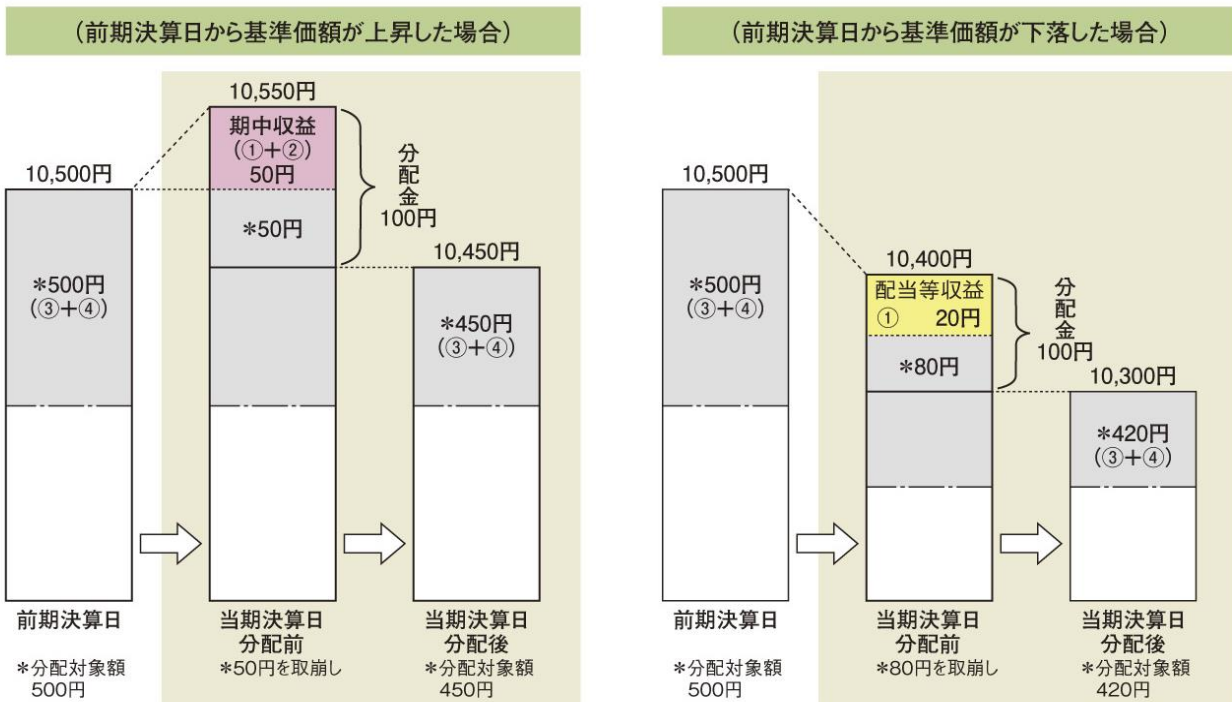 (前期決算日から基準価額が上昇した場合)
10,500円
*500円
(③+④)
前期決算日
*分配対象額
500円
10,550円
期中収益
(①+②)
50円
*50円
分配金
100円
当期決算日
分配前
*50円を取崩し
10,450円
*450円
(③+④)
当期決算日
分配後
*分配対象額
450円
(前期決算日から基準価額が下落した場合)
10,500円
*500円
(③+④)
前期決算日
*分配対象額
500円
10,400円
配当等収益
① 20円
*80円
分配金
100円
当期決算日
分配前
*80円を取崩し
10,300円
*420円
(③+④)
当期決算日
分配後
*分配対象額
420円